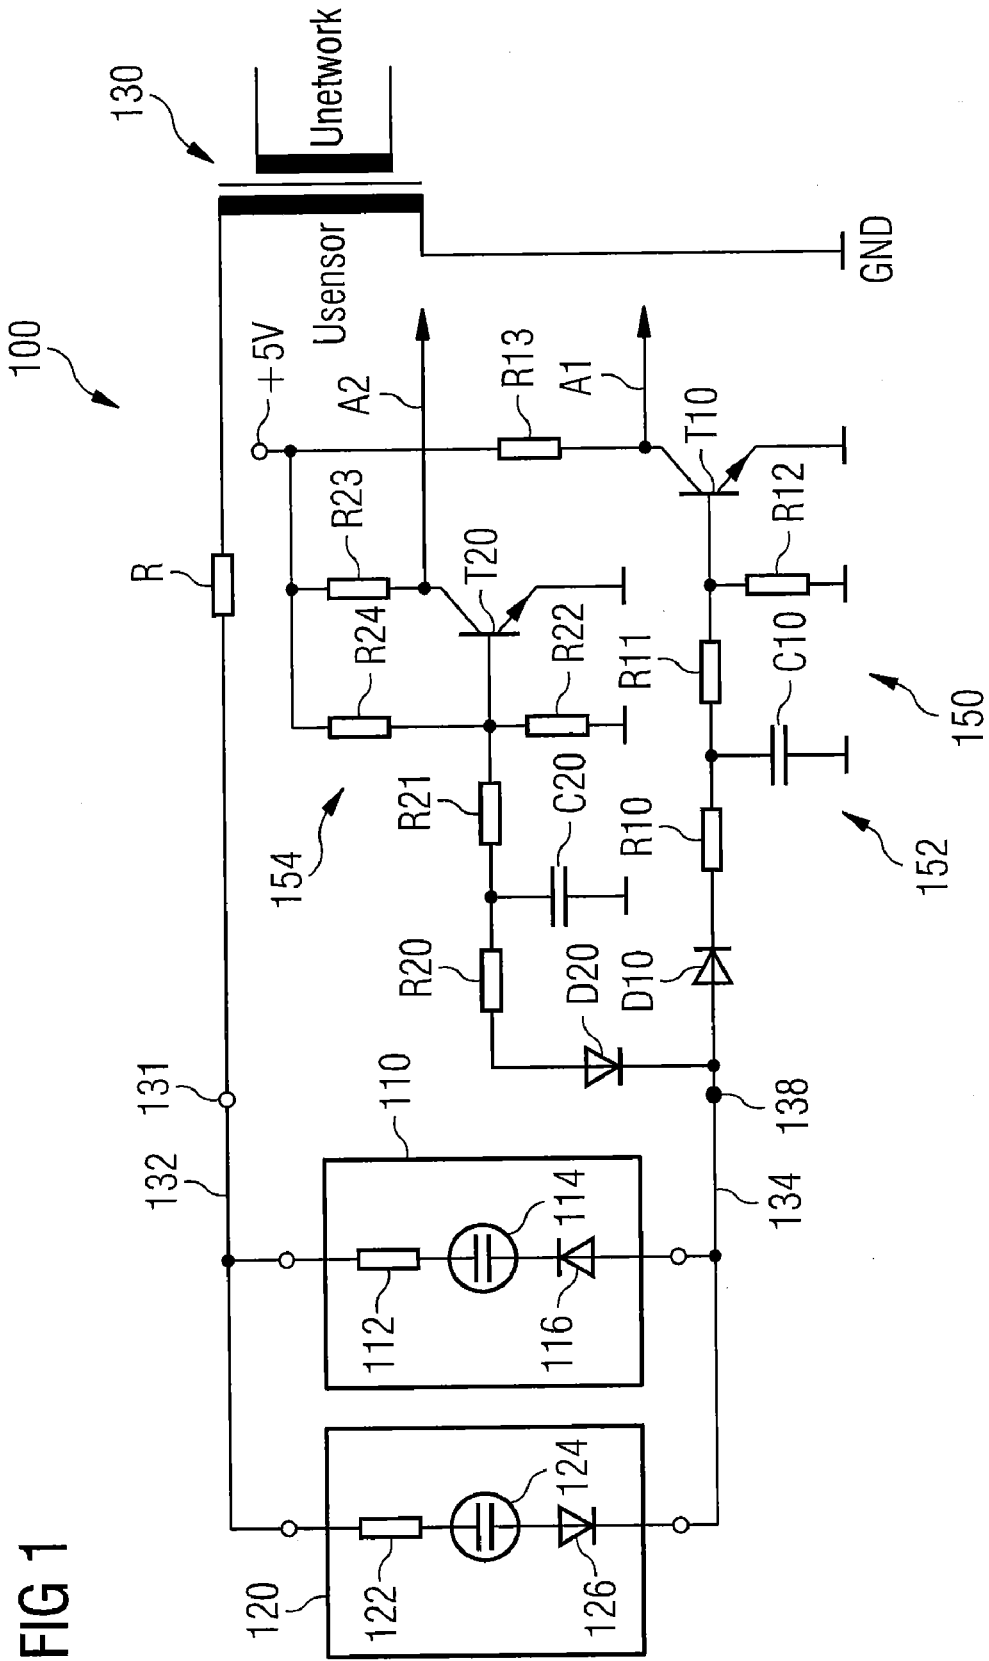 FIG 1
100
130
Unetwork
Usensor
GND
R
+5V
131
132
A2
R23
R24
R13
A1
T20
T10
R22
R12
R21
R11
C20
C10
154
150
152
R20
R10
D20
D10
110
138
134
112
114
116
120
122
124
126